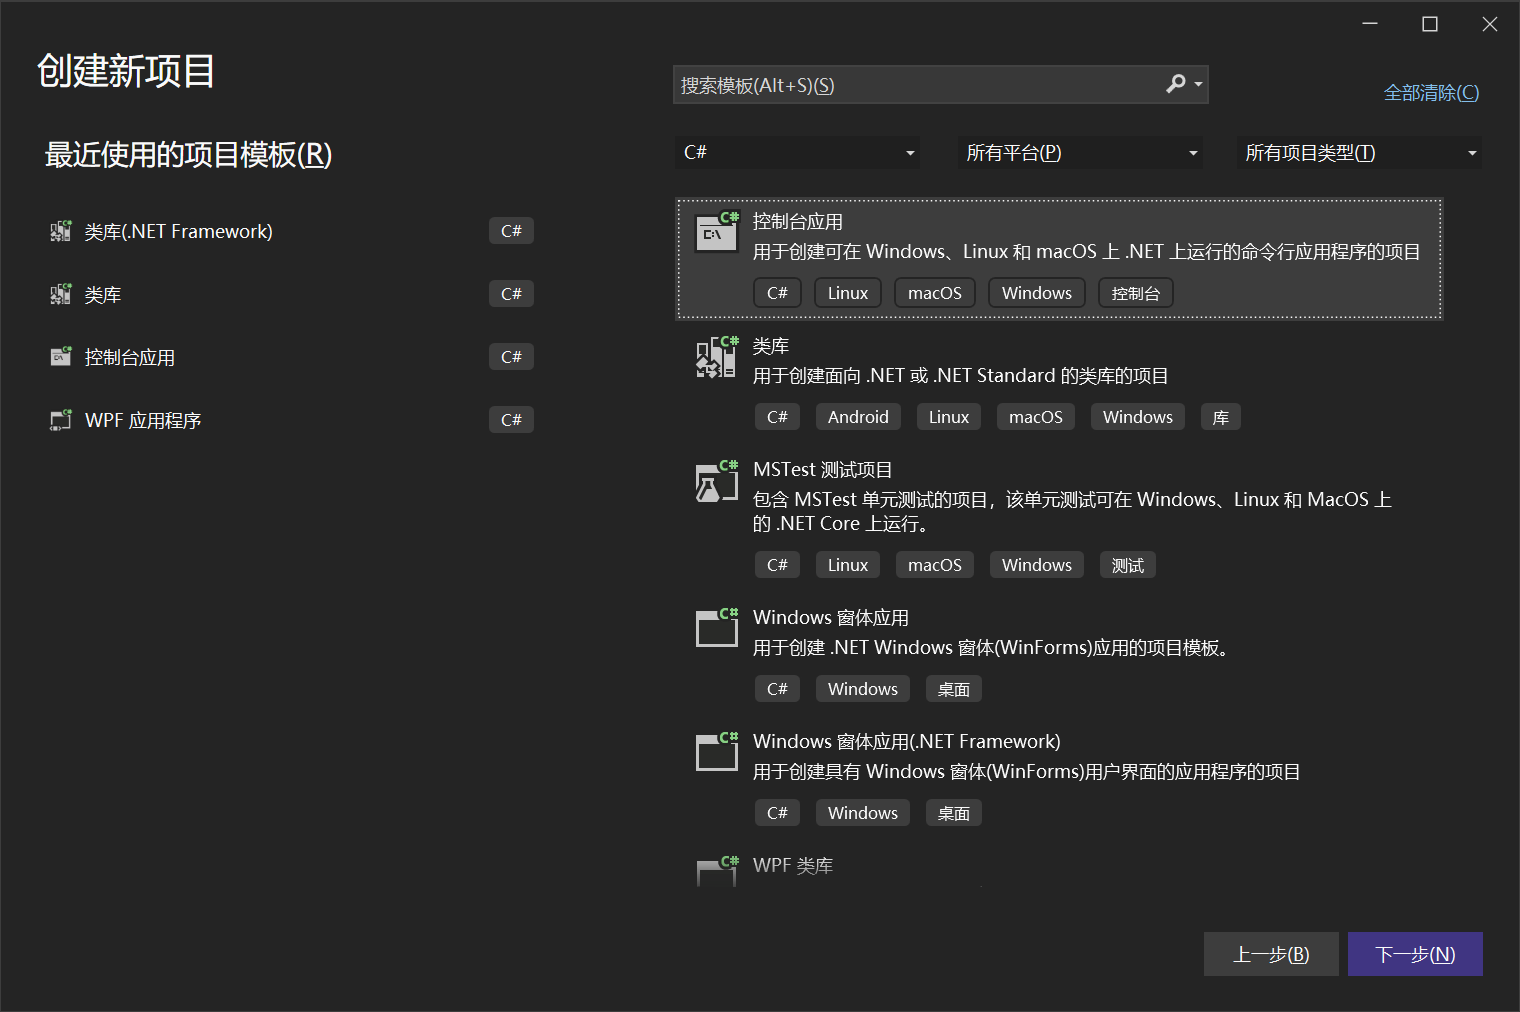 创建新项目
搜索模板(Alt+S)(S)
全部清除(C)
最近使用的项目模板(R)
C#
所有平台(P)
所有项目类型(T)
类库(.NET Framework)
C#
类库
C#
控制台应用
C#
WPF 应用程序
C#
控制台应用
用于创建可在 Windows、Linux 和 macOS 上 .NET 上运行的命令行应用程序的项目
C#
Linux
macOS
Windows
控制台
类库
用于创建面向 .NET 或 .NET Standard 的类库的项目
C#
Android
Linux
macOS
Windows
库
MSTest 测试项目
包含 MSTest 单元测试的项目，该单元测试可在 Windows、Linux 和 MacOS 上
的 .NET Core 上运行。
C#
Linux
macOS
Windows
测试
Windows 窗体应用
用于创建 .NET Windows 窗体(WinForms)应用的项目模板。
C#
Windows
桌面
Windows 窗体应用(.NET Framework)
用于创建具有 Windows 窗体(WinForms)用户界面的应用程序的项目
C#
Windows
桌面
WPF 类库
上一步(B)
下一步(N)